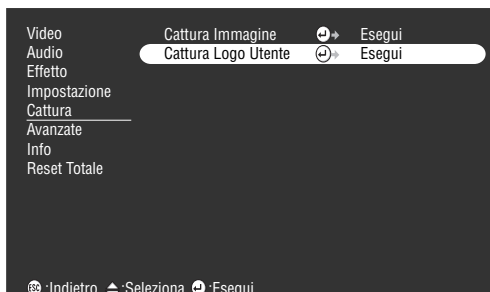 Video
Audio
Effetto
Impostazione
Cattura
Avanzate
Info
Reset Totale
Cattura Immagine Esegui
Cattura Logo Utente Esegui
ESC :Indietro :Seleziona :Esegui